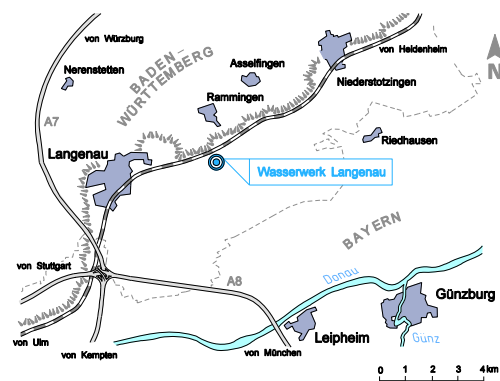 von Würzburg
von Heidenheim
N
BADEN-
WÜRTTEMBERG
Asselfingen
Nerenstetten
Niederstotzingen
Rammingen
A7
Riedhausen
Langenau
Wasserwerk Langenau
BAYERN
von Stuttgart
Donau
A8
Günzburg
Leipheim
Günz
von Ulm
von Kempten
von München
0 1 2 3 4 km